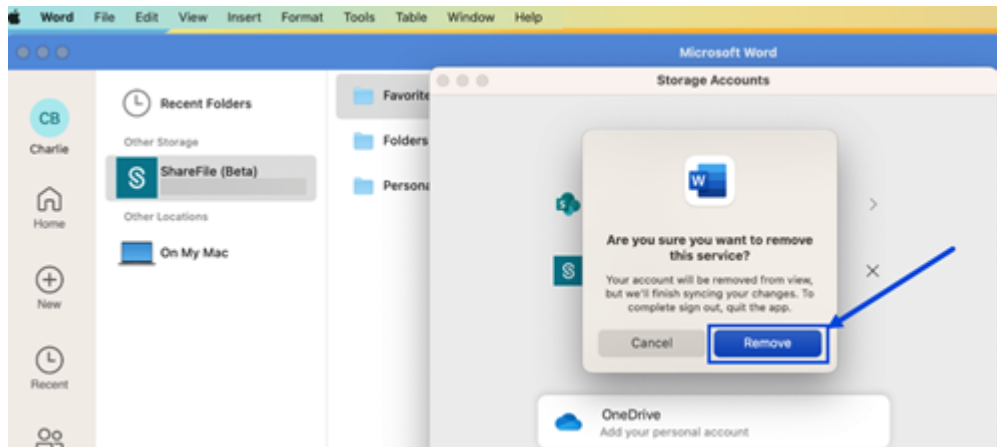 Word File Edit View Insert Format Tools Table Window Help
Microsoft Word
Storage Accounts
CB
Charlie
Home
New
Recent
Recent Folders
Other Storage
ShareFile (Beta)
Other Locations
On My Mac
Favorite
Folders
Persona
Are you sure you want to remove
this service?
Your account will be removed from view,
but we'll finish syncing your changes. To
complete sign out, quit the app.
Cancel Remove
OneDrive
Add your personal account